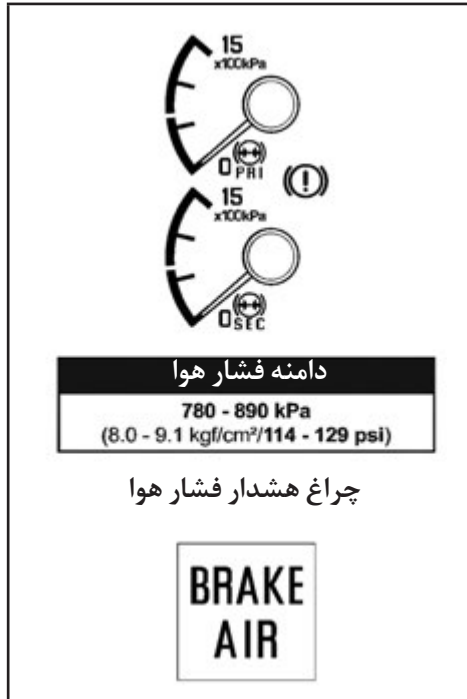 15
x100kPa
0 PRI
15
x100kPa
0 SEC
دامنه فشار هوا
780 - 890 kPa
(8.0 - 9.1 kgf/cm²/114 - 129 psi)
چراغ هشدار فشار هوا
BRAKE
AIR